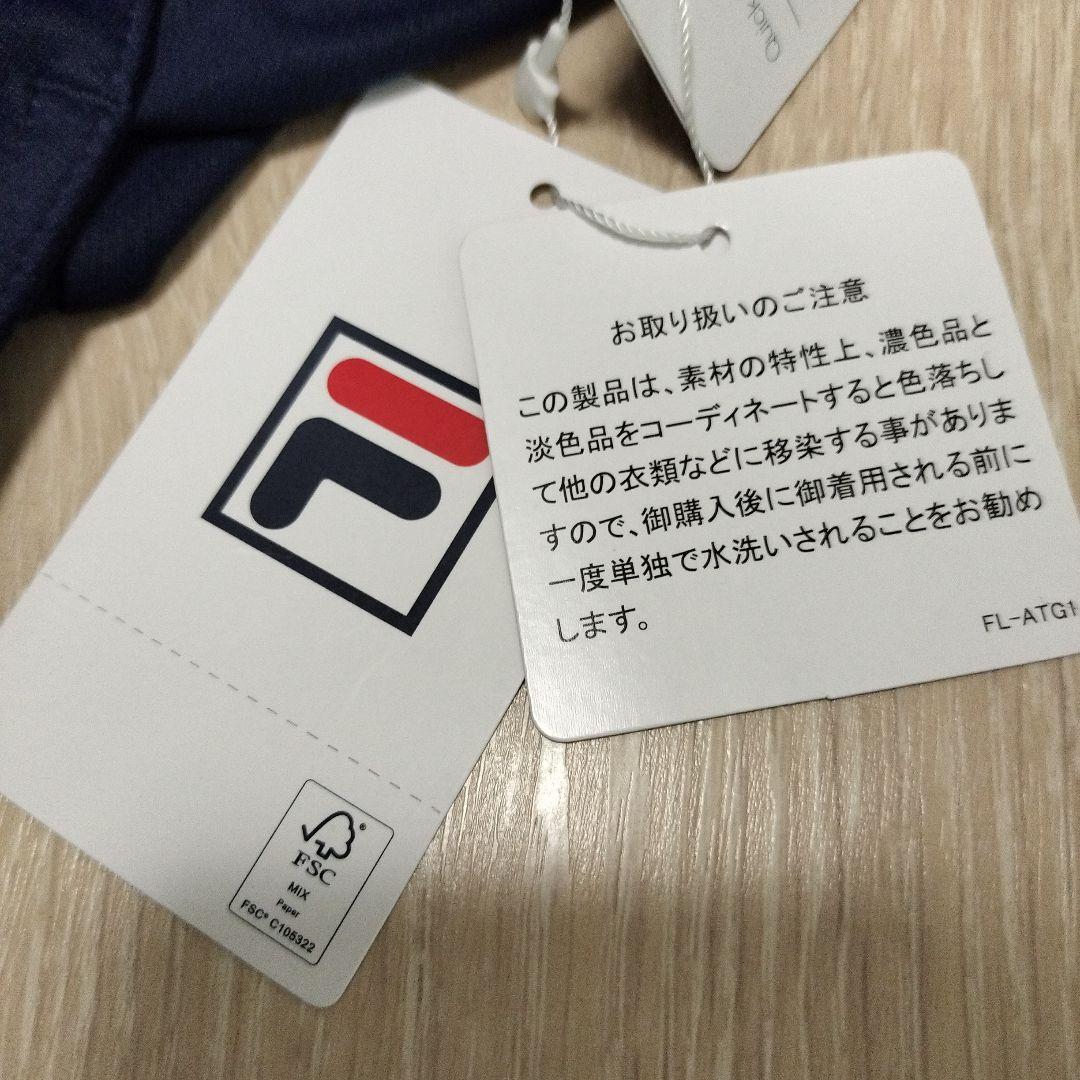 Quick
お取り扱いのご注意
この製品は、素材の特性上、濃色品と
淡色品をコーディネートすると色落ちし
て他の衣類などに移染する事がありま
すので、御購入後に御着用される前に
一度単独で水洗いされることをお勧め
します。
FL-ATG1
FSC
MIX
Paper
FSC® C105322